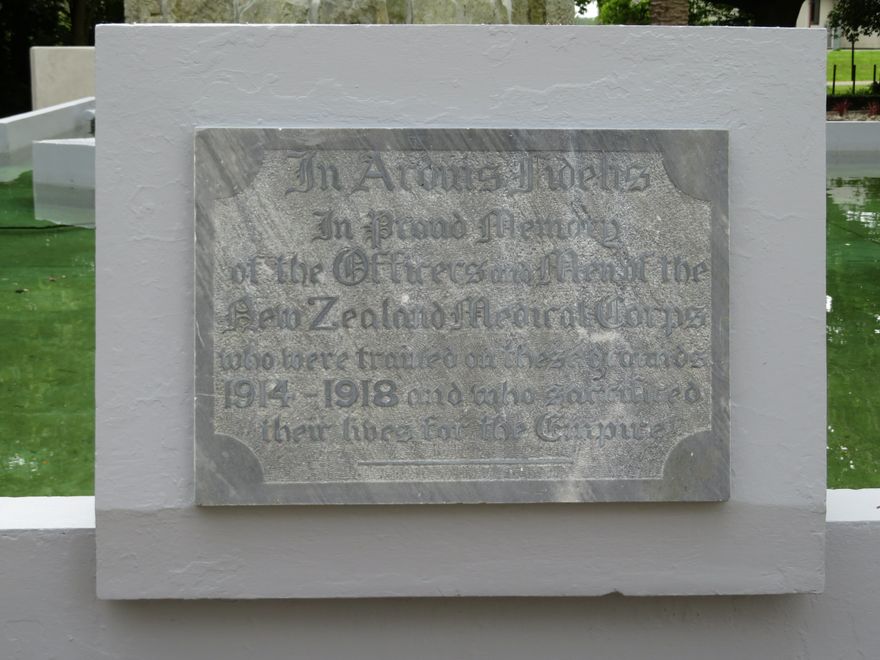 In Arduis Fidelis
In Proud Memory
of the Officers and Men of the
New Zealand Medical Corps
who were trained on these grounds
1914 - 1918 and who sacrificed
their lives for the Empire